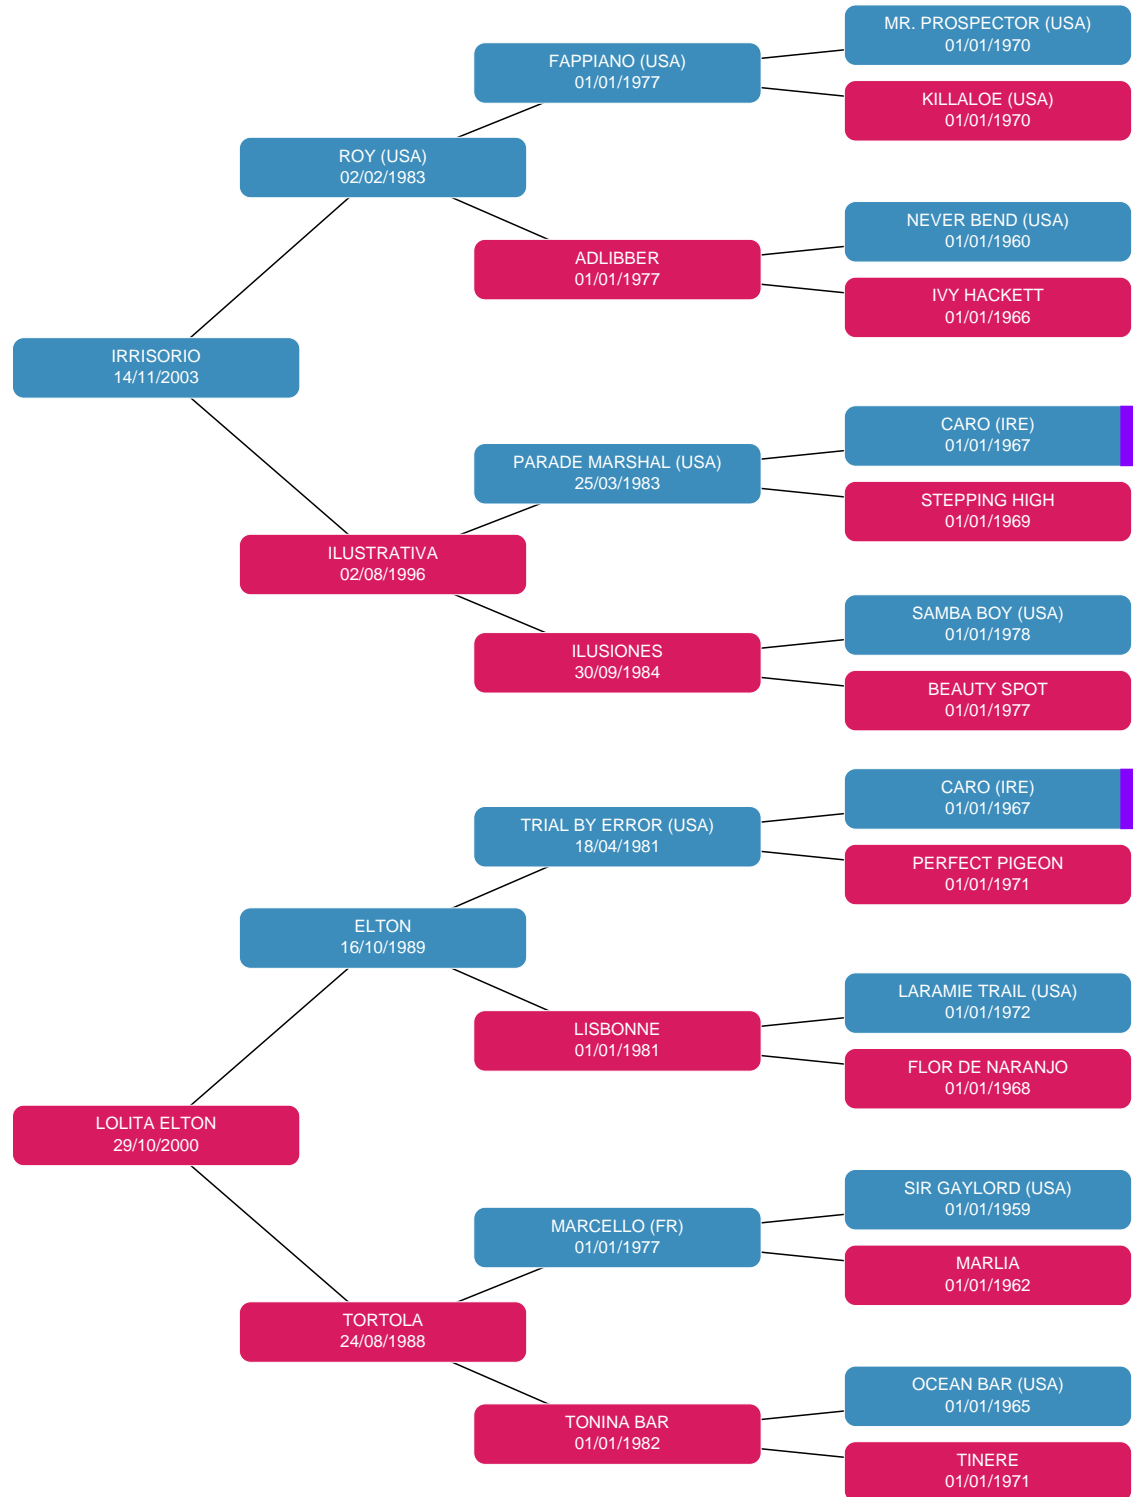 MR. PROSPECTOR (USA)
01/01/1970
FAPPIANO (USA)
01/01/1977
KILLALOE (USA)
01/01/1970
ROY (USA)
02/02/1983
NEVER BEND (USA)
01/01/1960
ADLIBBER
01/01/1977
IVY HACKETT
01/01/1966
IRRISORIO
14/11/2003
CARO (IRE)
01/01/1967
PARADE MARSHAL (USA)
25/03/1983
STEPPING HIGH
01/01/1969
ILUSTRATIVA
02/08/1996
SAMBA BOY (USA)
01/01/1978
ILUSIONES
30/09/1984
BEAUTY SPOT
01/01/1977
CARO (IRE)
01/01/1967
TRIAL BY ERROR (USA)
18/04/1981
PERFECT PIGEON
01/01/1971
ELTON
16/10/1989
LARAMIE TRAIL (USA)
01/01/1972
LISBONNE
01/01/1981
FLOR DE NARANJO
01/01/1968
LOLITA ELTON
29/10/2000
SIR GAYLORD (USA)
01/01/1959
MARCELLO (FR)
01/01/1977
MARLIA
01/01/1962
TORTOLA
24/08/1988
OCEAN BAR (USA)
01/01/1965
TONINA BAR
01/01/1982
TINERE
01/01/1971